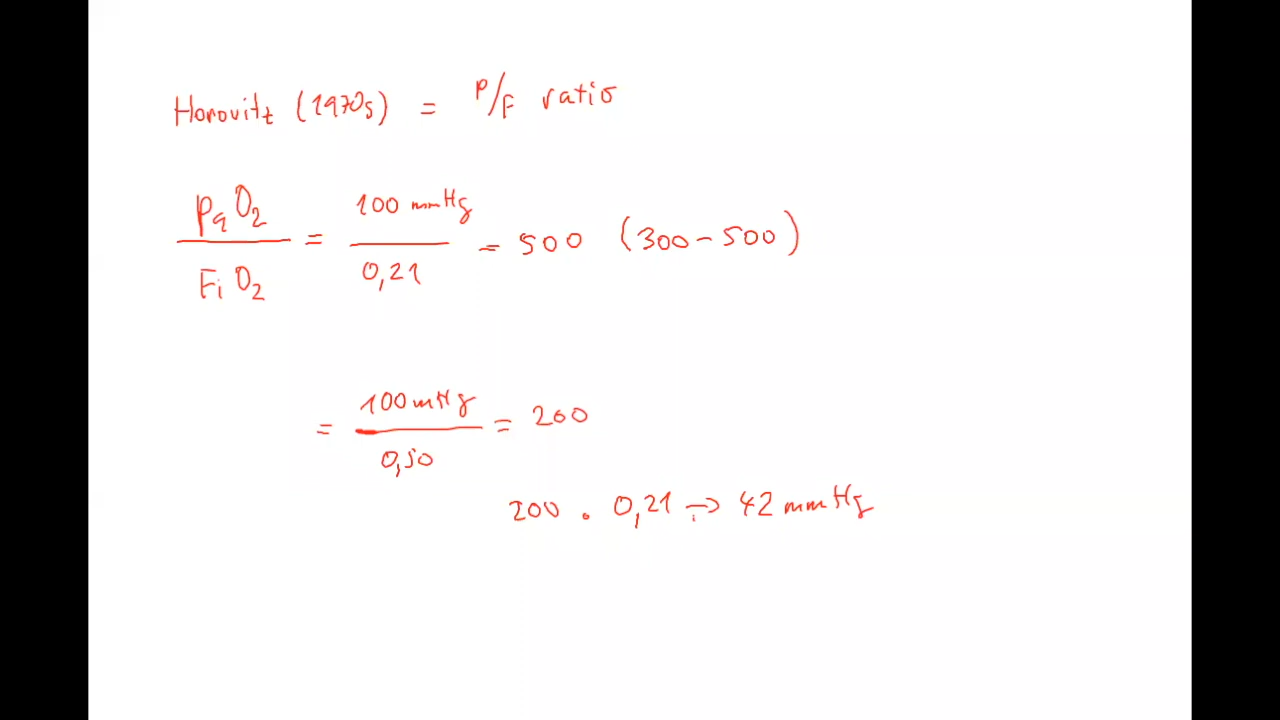 Horovitz (1970s) = P/F ratio
PaO2 / FiO2 = 100 mmHg / 0,21 = 500 (300 - 500)
= 100 mmHg / 0,50 = 200
200 . 0,21 → 42 mmHg